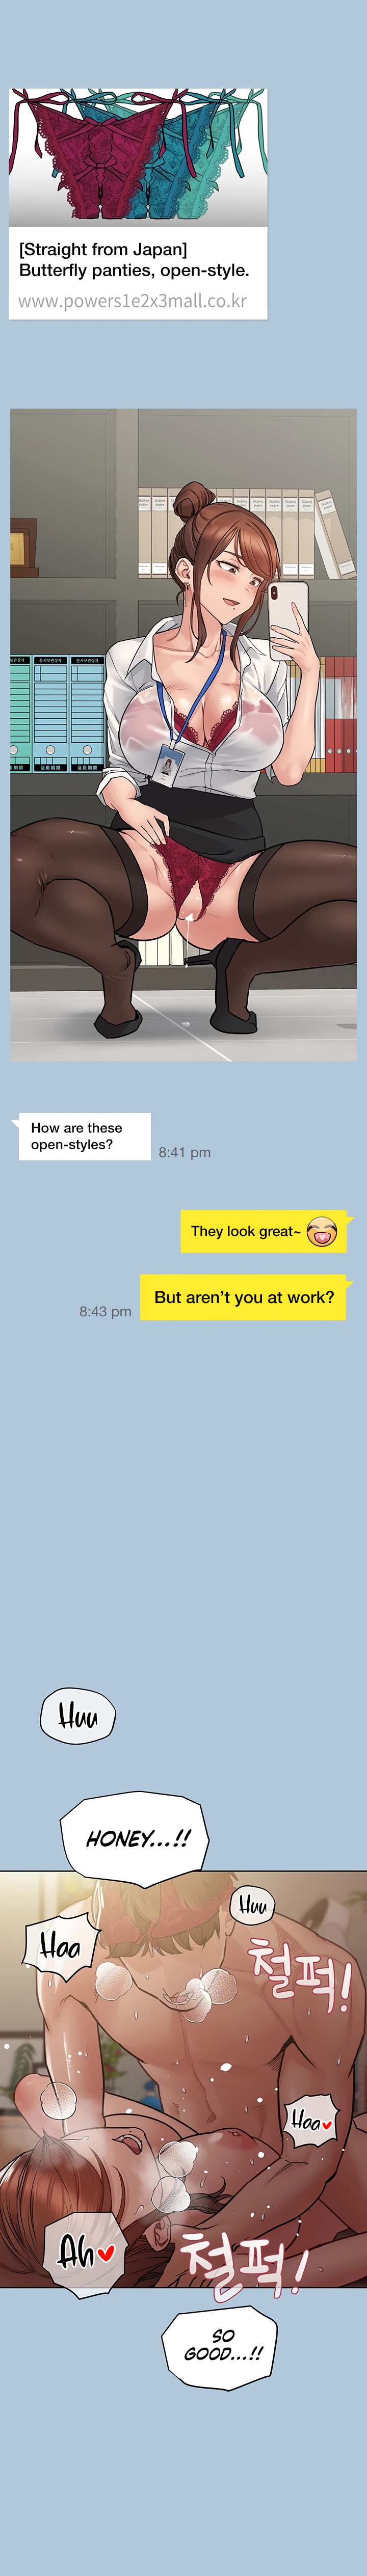 [Straight from Japan]
Butterfly panties, open-style.
www.powers1e2x3mall.co.kr
How are these
open-styles?
8:41 pm
They look great~
But aren't you at work?
8:43 pm
Huu
HONEY...!!
Huu
Haa
철퍽!
Haa
Ah
철퍽!
SO
GOOD...!!